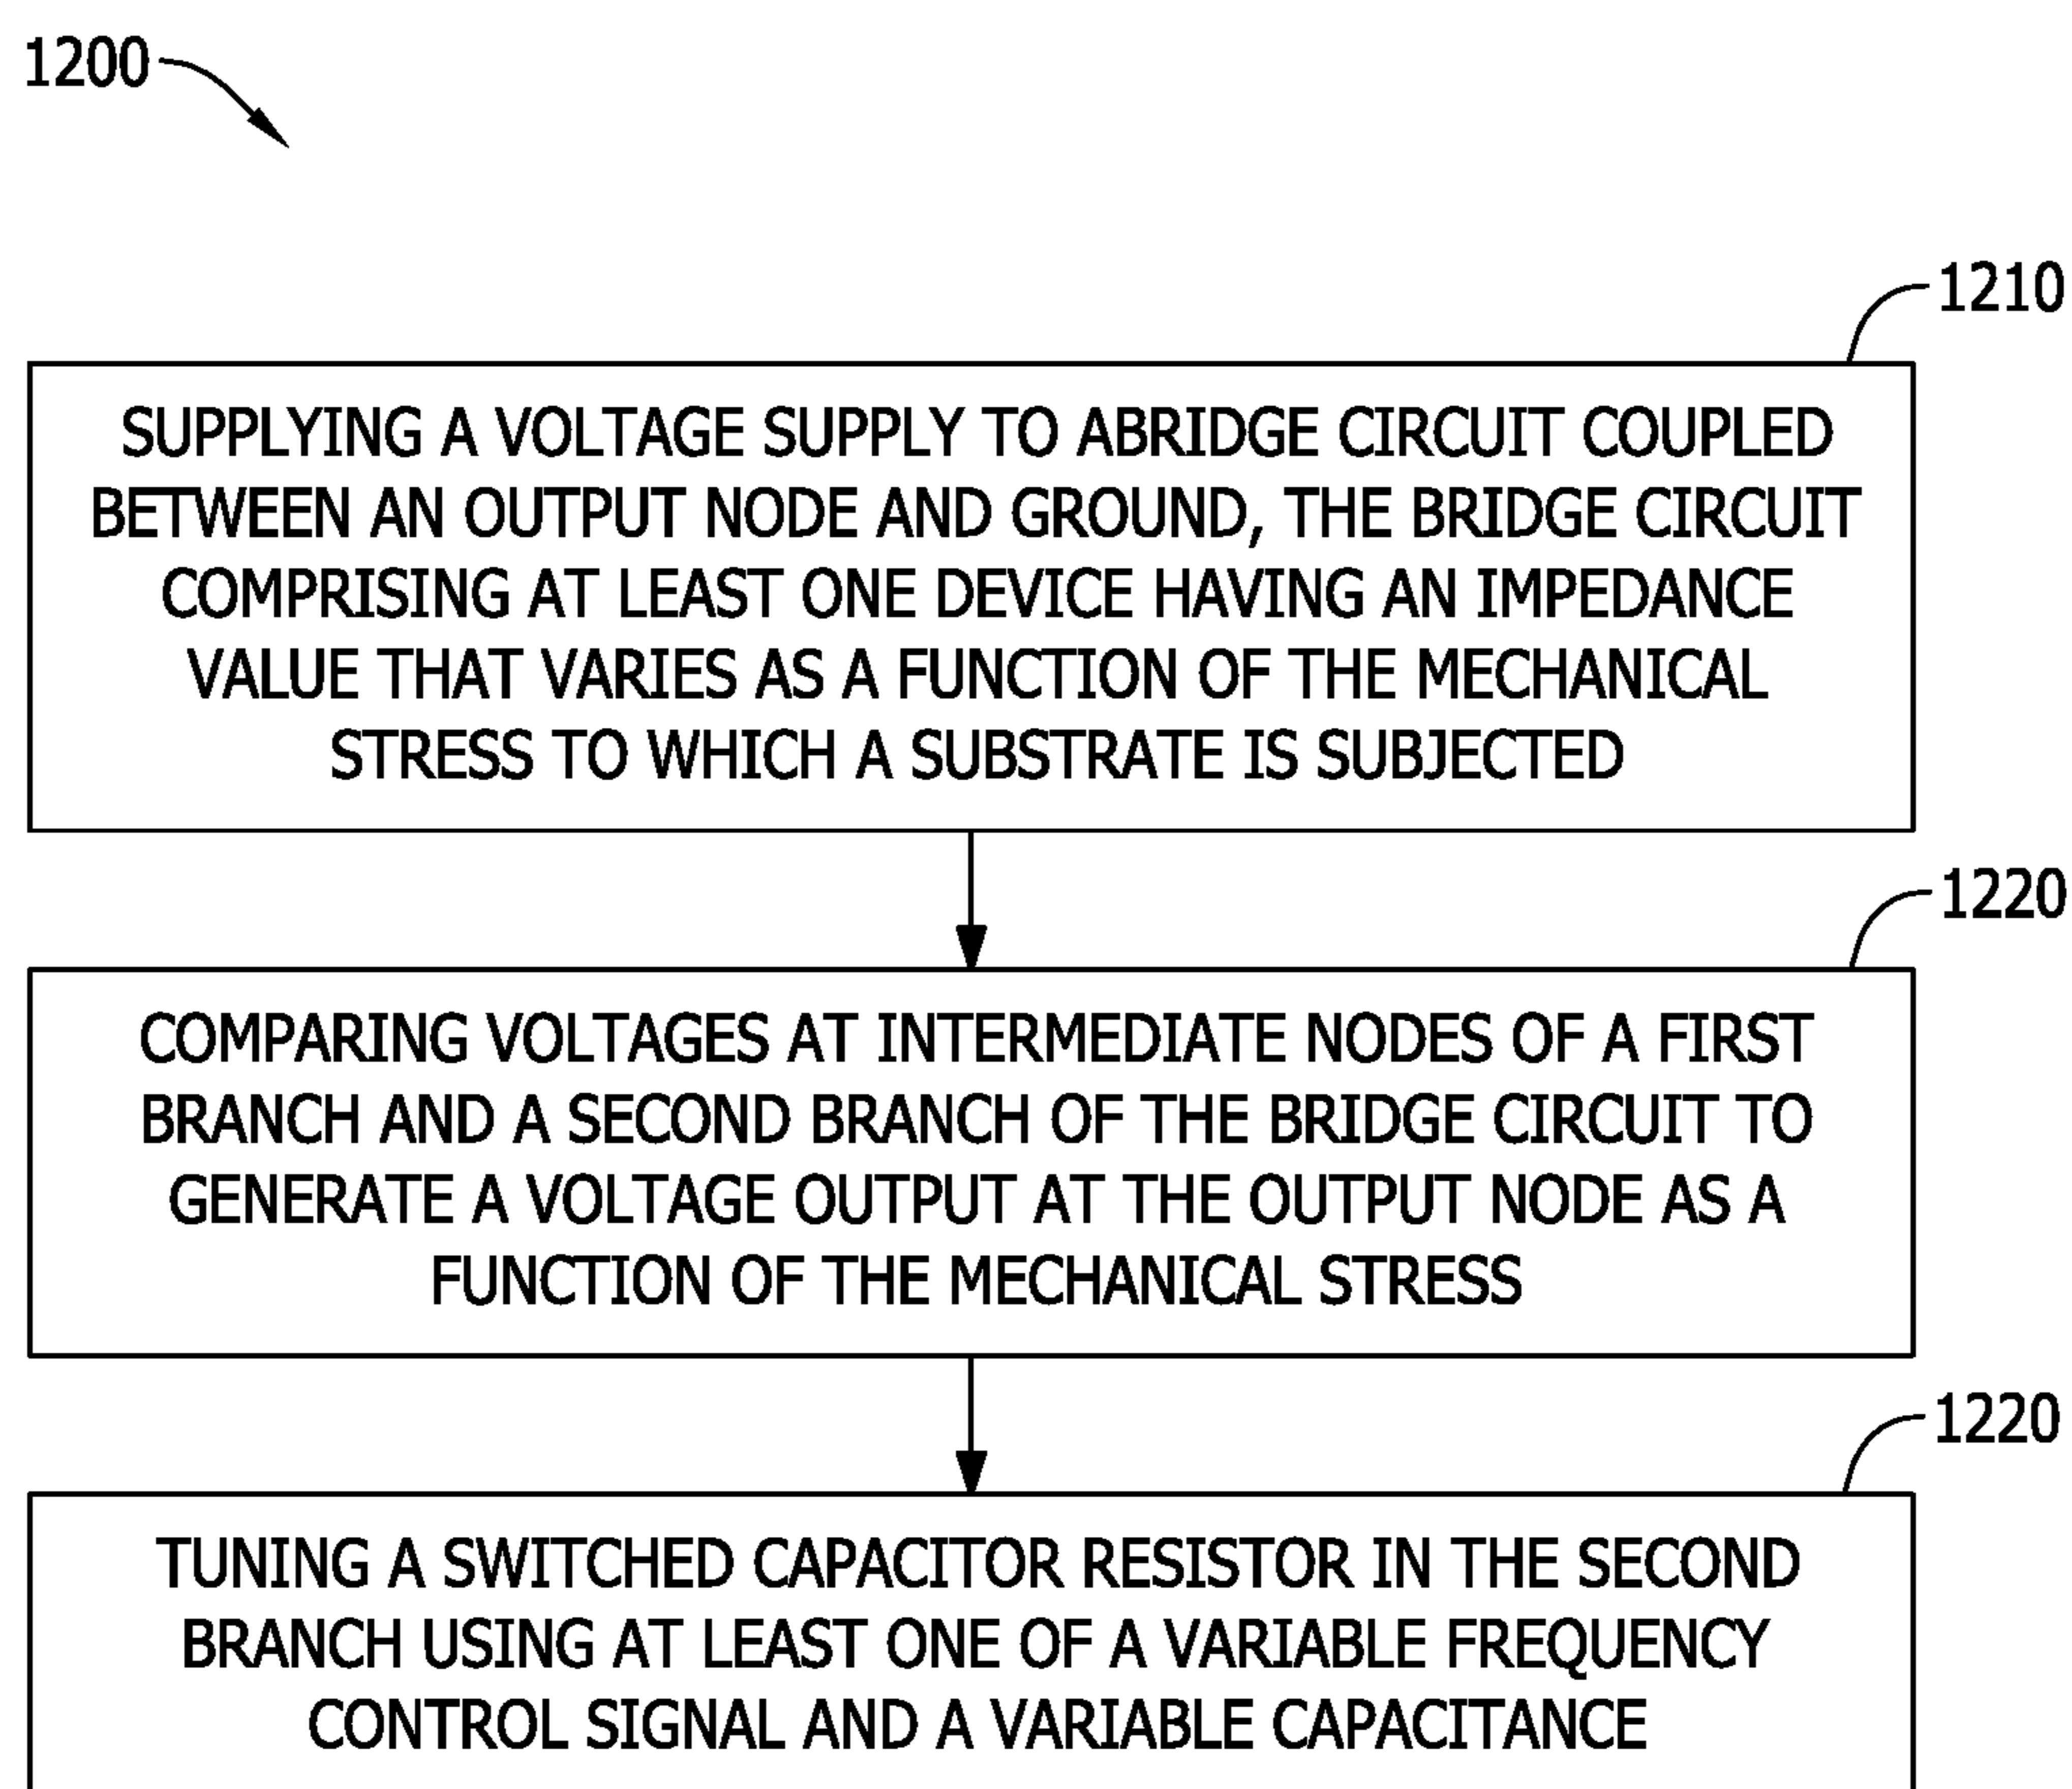 1200
1210
SUPPLYING A VOLTAGE SUPPLY TO ABRIDGE CIRCUIT COUPLED
BETWEEN AN OUTPUT NODE AND GROUND, THE BRIDGE CIRCUIT
COMPRISING AT LEAST ONE DEVICE HAVING AN IMPEDANCE
VALUE THAT VARIES AS A FUNCTION OF THE MECHANICAL
STRESS TO WHICH A SUBSTRATE IS SUBJECTED
1220
COMPARING VOLTAGES AT INTERMEDIATE NODES OF A FIRST
BRANCH AND A SECOND BRANCH OF THE BRIDGE CIRCUIT TO
GENERATE A VOLTAGE OUTPUT AT THE OUTPUT NODE AS A
FUNCTION OF THE MECHANICAL STRESS
1220
TUNING A SWITCHED CAPACITOR RESISTOR IN THE SECOND
BRANCH USING AT LEAST ONE OF A VARIABLE FREQUENCY
CONTROL SIGNAL AND A VARIABLE CAPACITANCE